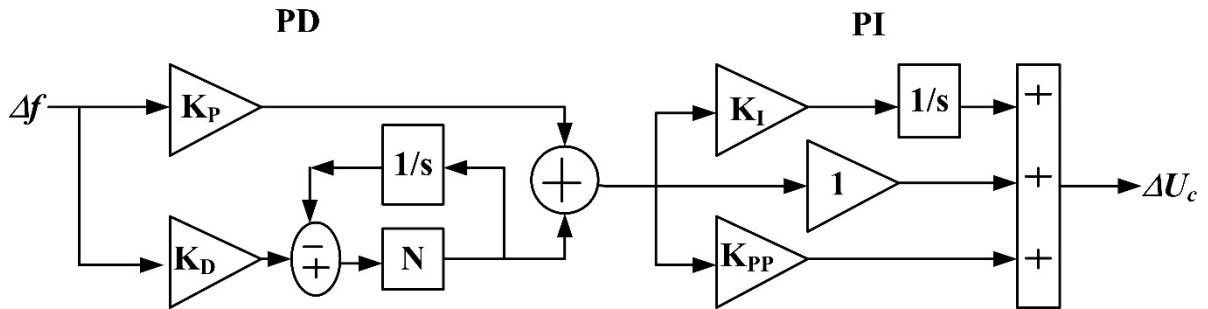 PD
PI
Δf
K_P
K_I
1/s
+
1/s
+
1
+
ΔU_c
−
+
K_D
N
K_PP
+